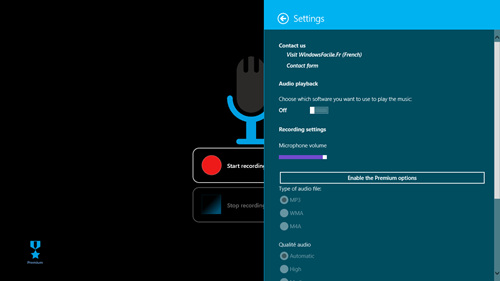 Settings
Contact us
Visit WindowsFacile.Fr (French)
Contact form
Audio playback
Choose which software you want to use to play the music:
Off
Recording settings
Microphone volume
Enable the Premium options
Type of audio file:
MP3
WMA
M4A
Qualité audio
Automatic
High
Start recording
Stop recording
Premium